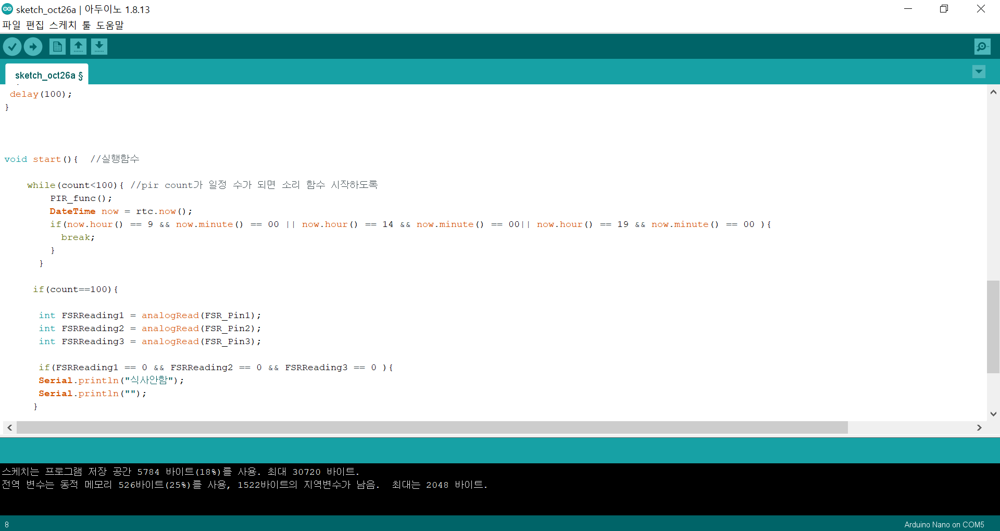 sketch_oct26a | 아두이노 1.8.13
파일 편집 스케치 툴 도움말
sketch_oct26a §
delay(100);
}
void start(){  //실행함수
while(count<100){ //pir count가 일정 수가 되면 소리 함수 시작하도록
PIR_func();
DateTime now = rtc.now();
if(now.hour() == 9 && now.minute() == 00 || now.hour() == 14 && now.minute() == 00|| now.hour() == 19 && now.minute() == 00 ){
break;
}
}
if(count==100){
int FSRReading1 = analogRead(FSR_Pin1);
int FSRReading2 = analogRead(FSR_Pin2);
int FSRReading3 = analogRead(FSR_Pin3);
if(FSRReading1 == 0 && FSRReading2 == 0 && FSRReading3 == 0 ){
Serial.println("식사안함");
Serial.println("");
}
스케치는 프로그램 저장 공간 5784 바이트(18%)를 사용. 최대 30720 바이트.
전역 변수는 동적 메모리 526바이트(25%)를 사용, 1522바이트의 지역변수가 남음.  최대는 2048 바이트.
8
Arduino Nano on COM5